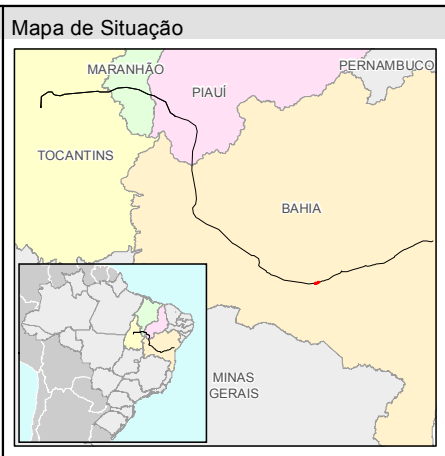 Mapa de Situação
MARANHÃO
PERNAMBUCO
PIAUÍ
TOCANTINS
BAHIA
MINAS
GERAIS